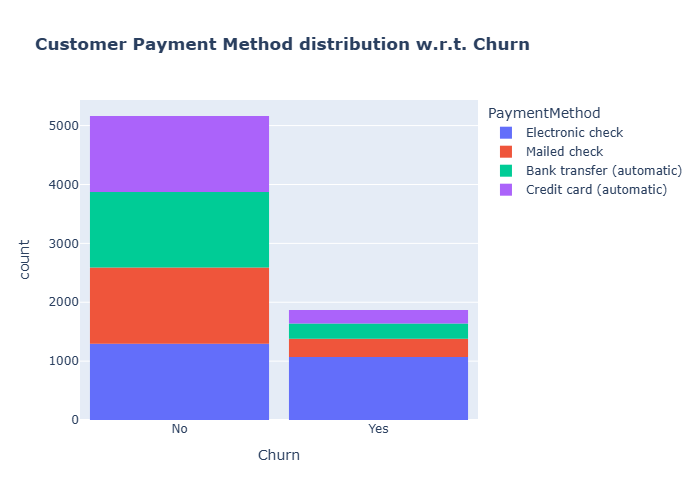 Customer Payment Method distribution w.r.t. Churn
PaymentMethod
Electronic check
Mailed check
Bank transfer (automatic)
Credit card (automatic)
5000
4000
3000
2000
1000
0
count
No
Yes
Churn